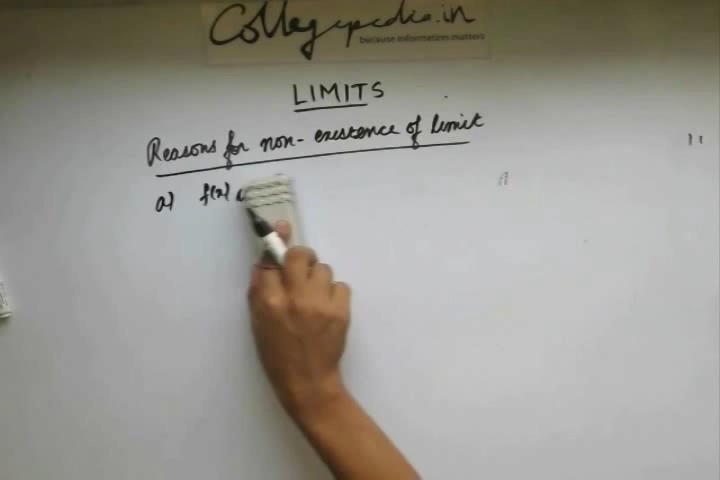 Collegepedia.in
because information matters
LIMITS
Reasons for non-existence of limit
a) f(x)